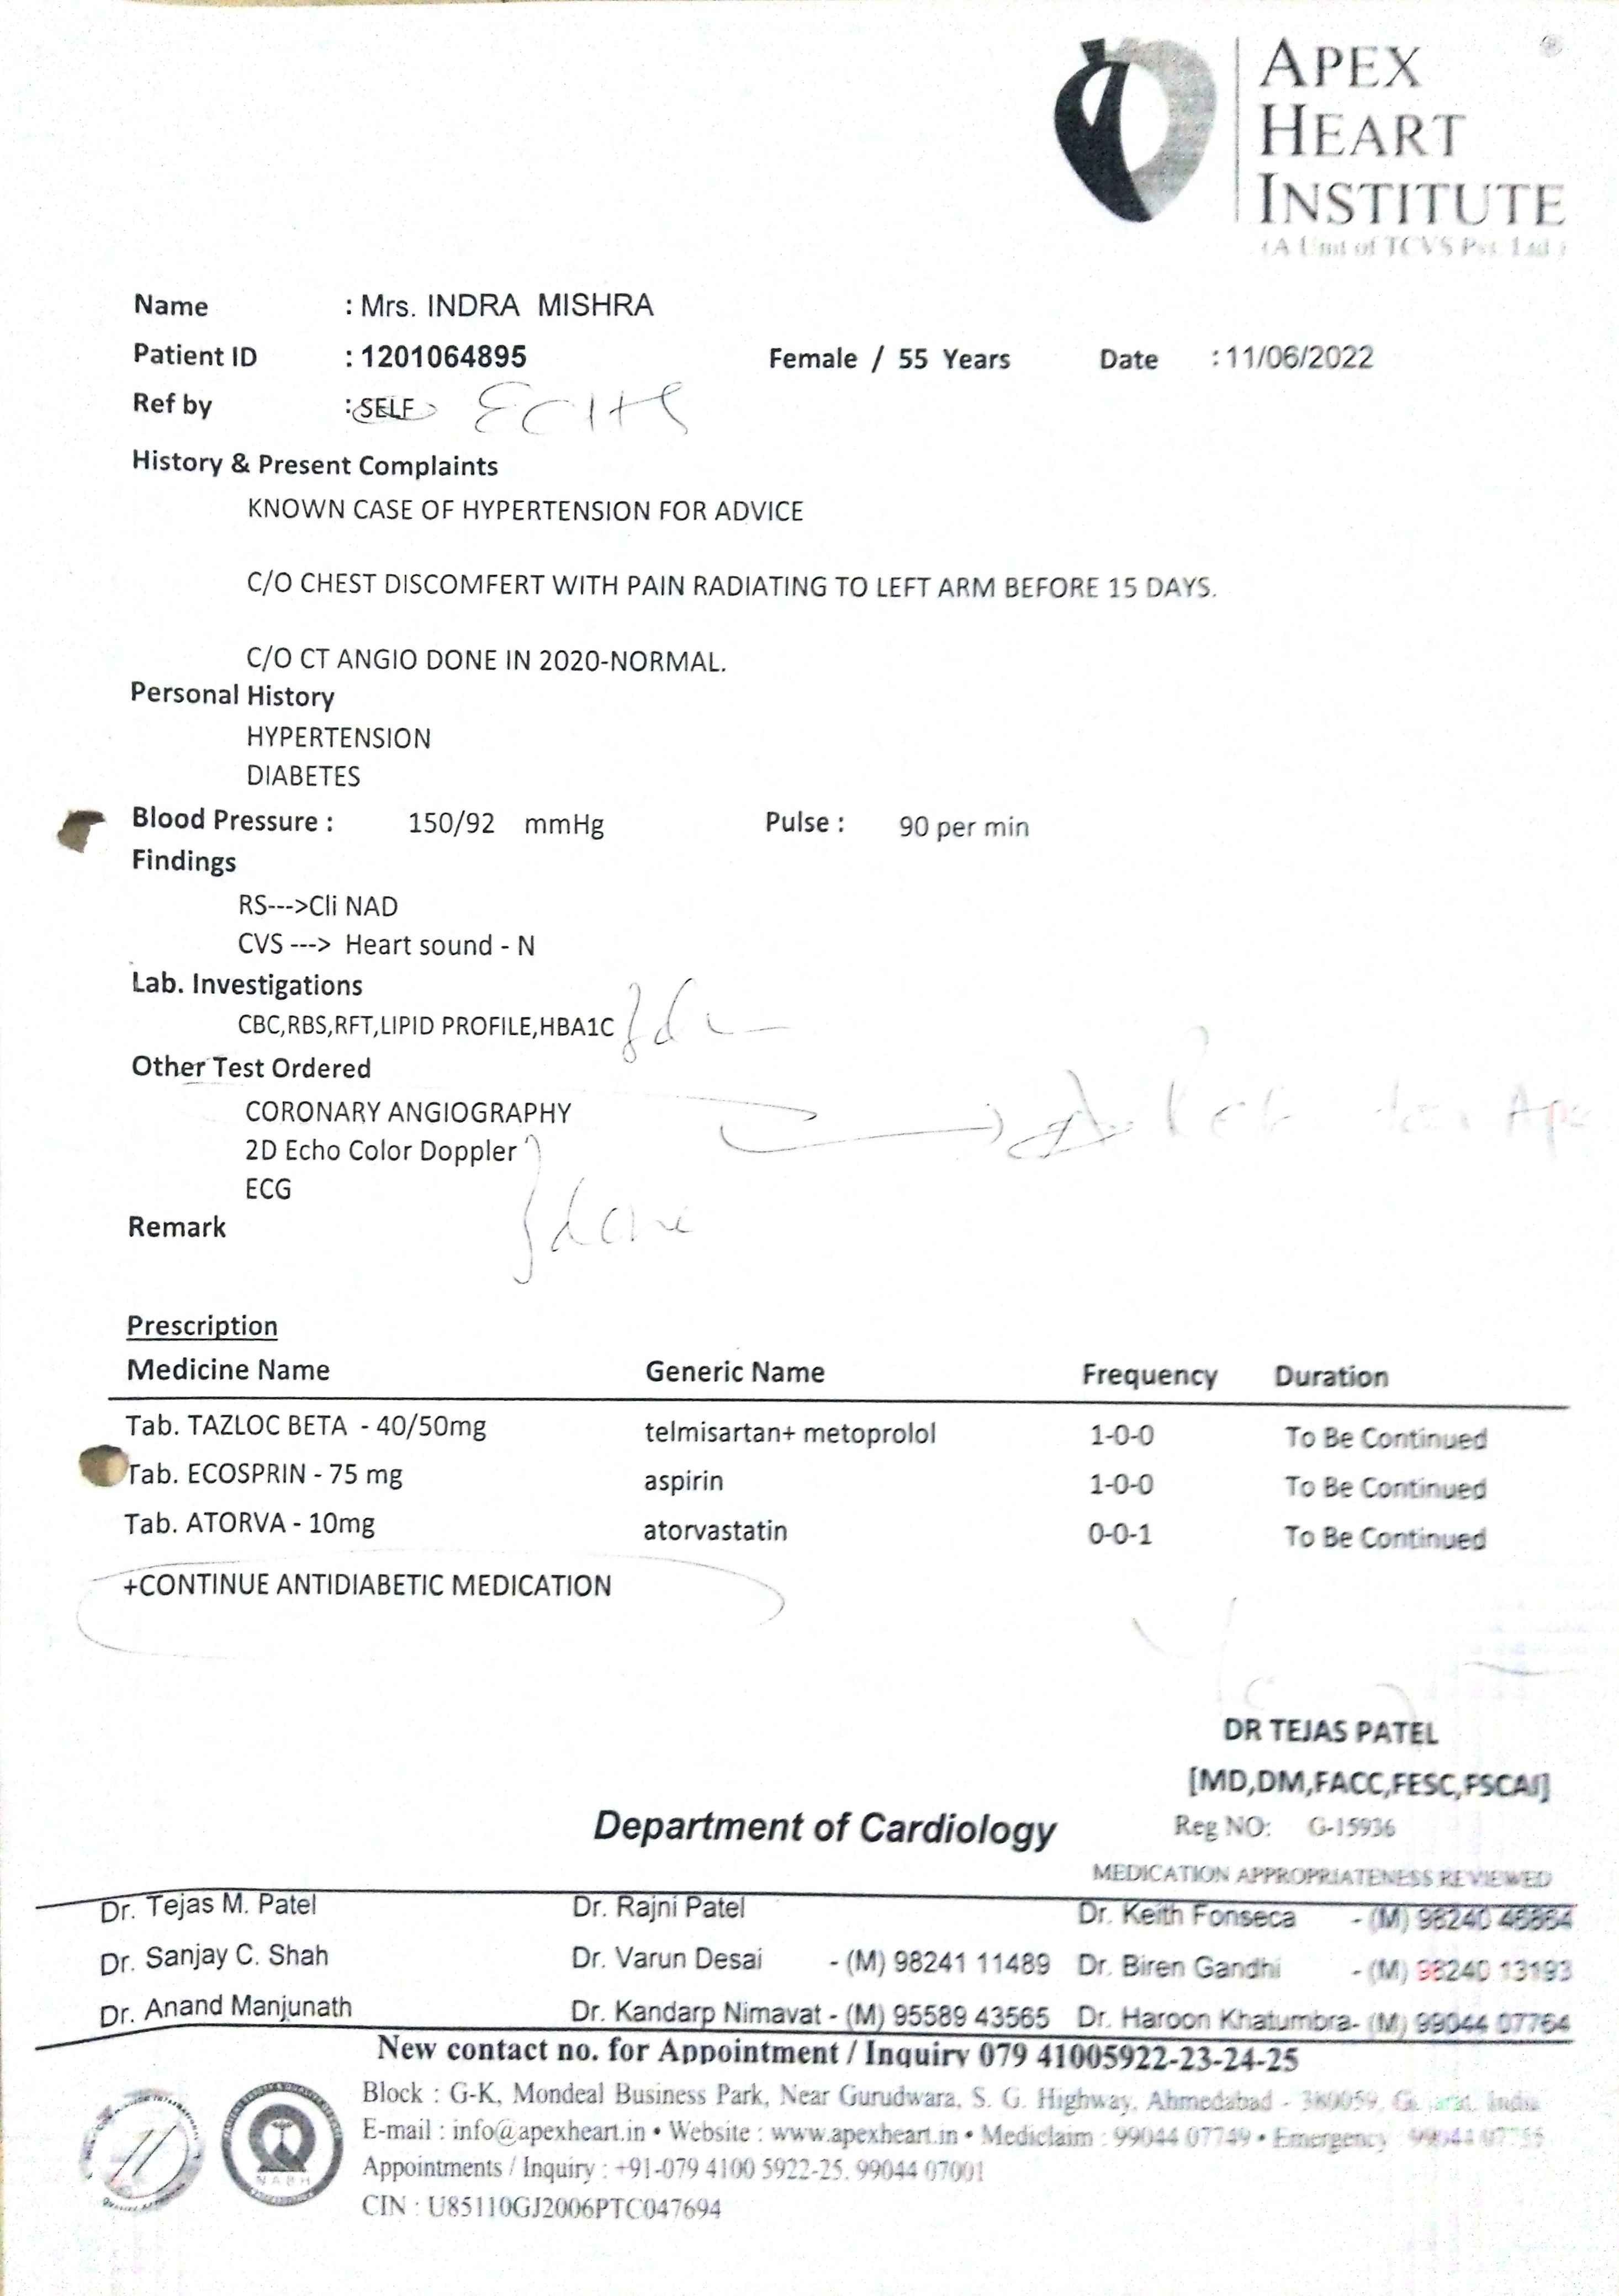 APEX
HEART
INSTITUTE
(A Unit of TCVS Pvt. Ltd.)
Name : Mrs. INDRA MISHRA
Patient ID : 1201064895 Female / 55 Years Date : 11/06/2022
Ref by : SELF ECHS
History & Present Complaints
KNOWN CASE OF HYPERTENSION FOR ADVICE
C/O CHEST DISCOMFERT WITH PAIN RADIATING TO LEFT ARM BEFORE 15 DAYS.
C/O CT ANGIO DONE IN 2020-NORMAL.
Personal History
HYPERTENSION
DIABETES
Blood Pressure : 150/92 mmHg Pulse : 90 per min
Findings
RS--->Cli NAD
CVS ---> Heart sound - N
Lab. Investigations
CBC,RBS,RFT,LIPID PROFILE,HBA1C
Other Test Ordered
CORONARY ANGIOGRAPHY
2D Echo Color Doppler
ECG
done
Remark
Prescription
Medicine Name Generic Name Frequency Duration
Tab. TAZLOC BETA - 40/50mg telmisartan+ metoprolol 1-0-0 To Be Continued
Tab. ECOSPRIN - 75 mg aspirin 1-0-0 To Be Continued
Tab. ATORVA - 10mg atorvastatin 0-0-1 To Be Continued
+CONTINUE ANTIDIABETIC MEDICATION
DR TEJAS PATEL
[MD,DM,FACC,FESC,FSCAI]
Department of Cardiology
Reg NO: G-15936
MEDICATION APPROPRIATENESS REVIEWED
Dr. Tejas M. Patel Dr. Rajni Patel Dr. Keith Fonseca - (M) 98240 46864
Dr. Sanjay C. Shah Dr. Varun Desai - (M) 98241 11489 Dr. Biren Gandhi - (M) 98240 13193
Dr. Anand Manjunath Dr. Kandarp Nimavat - (M) 95589 43565 Dr. Haroon Khatumbra- (M) 99044 07764
New contact no. for Appointment / Inquiry 079 41005922-23-24-25
Block : G-K, Mondeal Business Park, Near Gurudwara, S. G. Highway, Ahmedabad - 380059, Gujarat, India
E-mail : info@apexheart.in • Website : www.apexheart.in • Mediclaim : 99044 07749 • Emergency : 99044 07755
Appointments / Inquiry : +91-079 4100 5922-25, 99044 07001
CIN : U85110GJ2006PTC047694
NABH